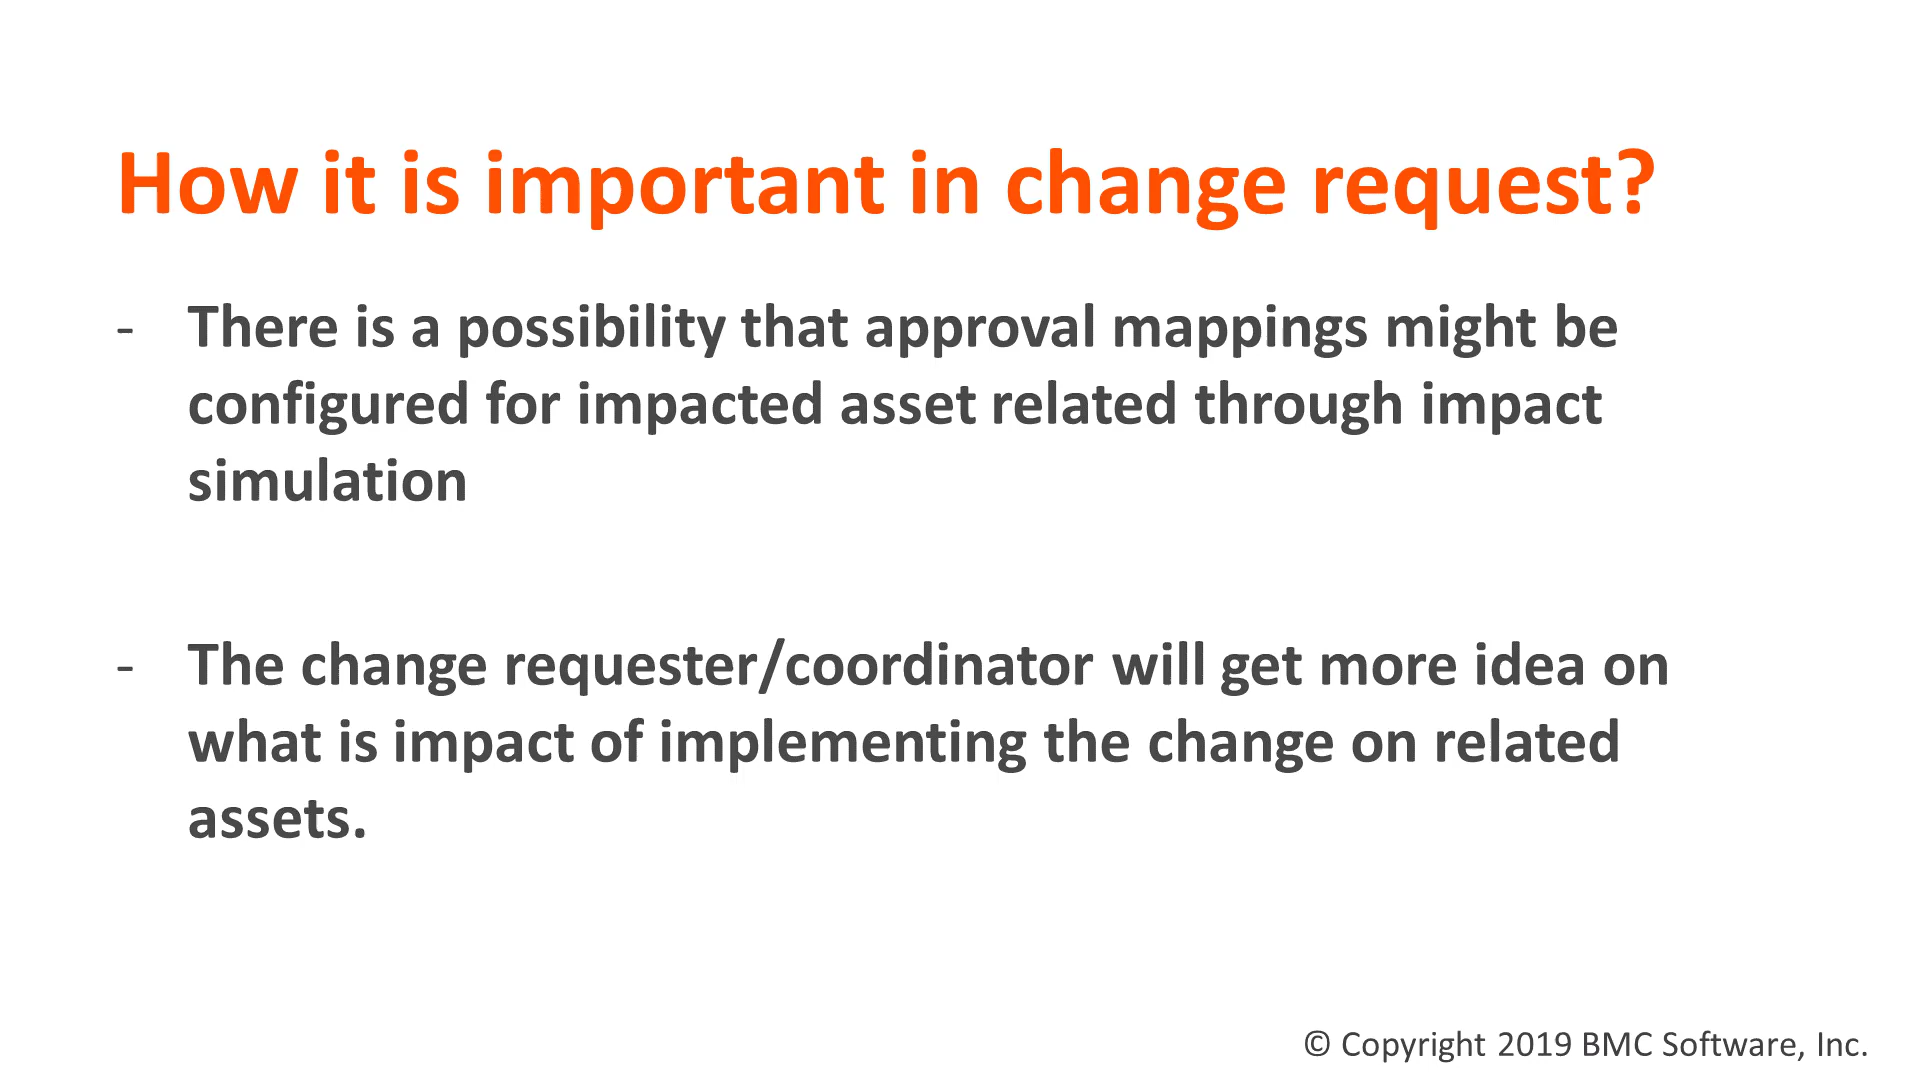 How it is important in change request?
- There is a possibility that approval mappings might be
configured for impacted asset related through impact
simulation
- The change requester/coordinator will get more idea on
what is impact of implementing the change on related
assets.
© Copyright 2019 BMC Software, Inc.